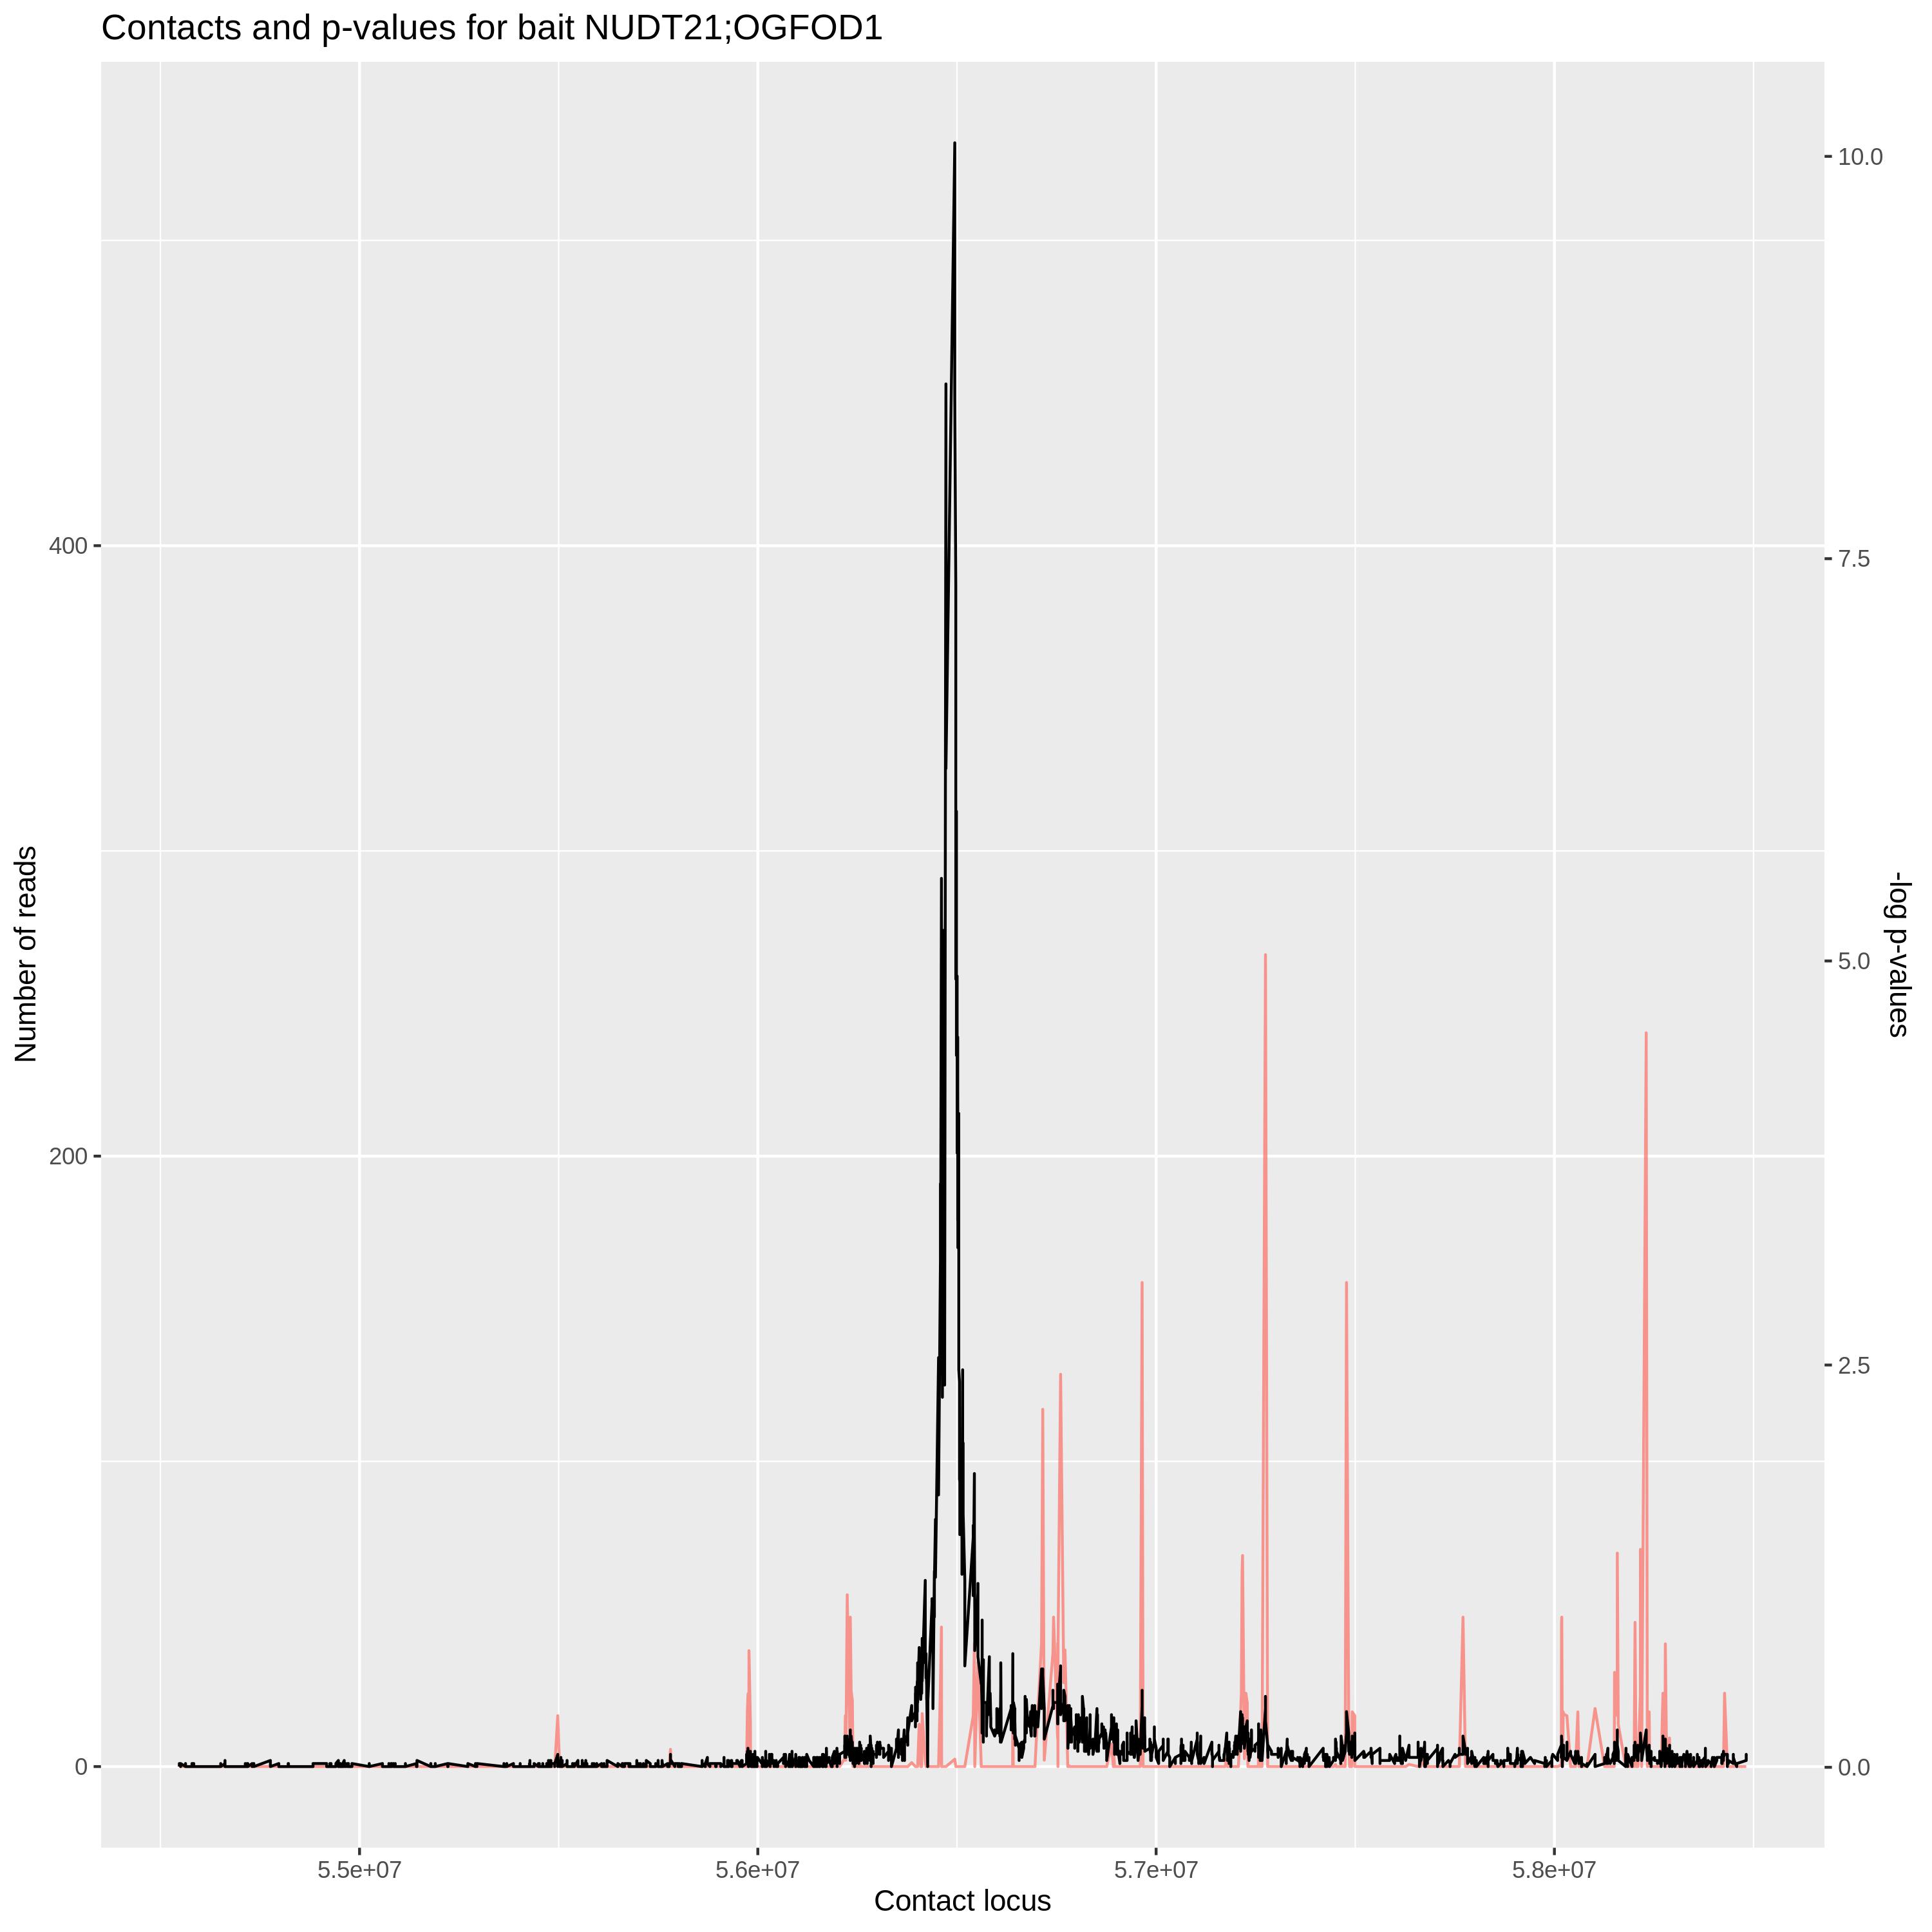 Contacts and p-values for bait NUDT21;OGFOD1
Number of reads
400
200
0
10.0
7.5
5.0
2.5
0.0
-log p-values
5.5e+07 5.6e+07 5.7e+07 5.8e+07
Contact locus